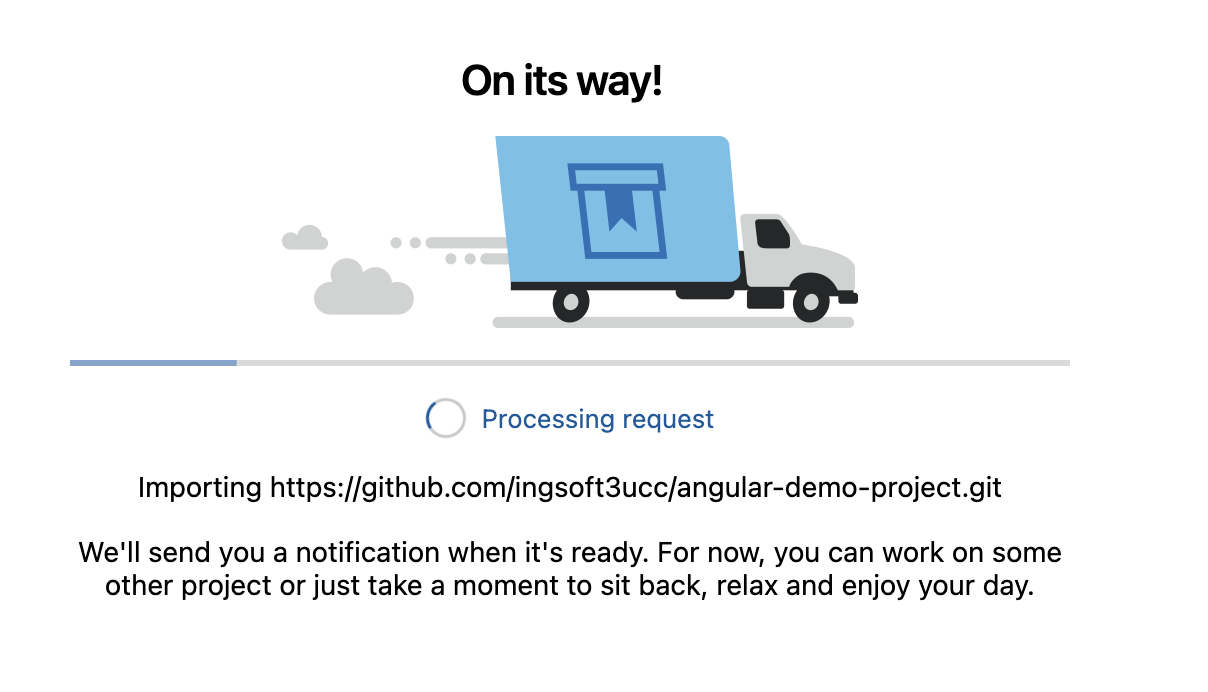 On its way!
Processing request
Importing https://github.com/ingsoft3ucc/angular-demo-project.git
We'll send you a notification when it's ready. For now, you can work on some
other project or just take a moment to sit back, relax and enjoy your day.